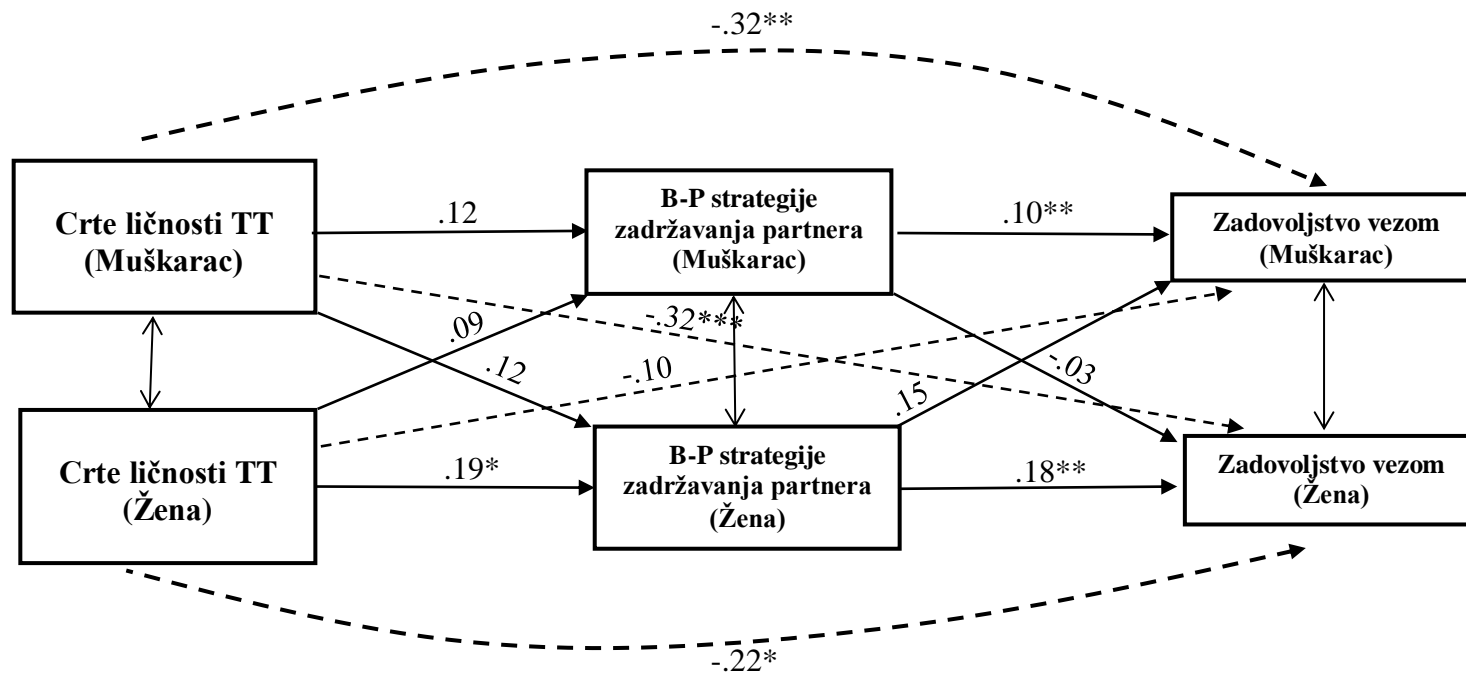 -.32**
Crte ličnosti TT
(Muškarac)
.12
B-P strategije
zadržavanja partnera
(Muškarac)
.10**
Zadovoljstvo vezom
(Muškarac)
.09
.12
-.32***
-.10
.15
-.03
Crte ličnosti TT
(Žena)
.19*
B-P strategije
zadržavanja partnera
(Žena)
.18**
Zadovoljstvo vezom
(Žena)
-.22*